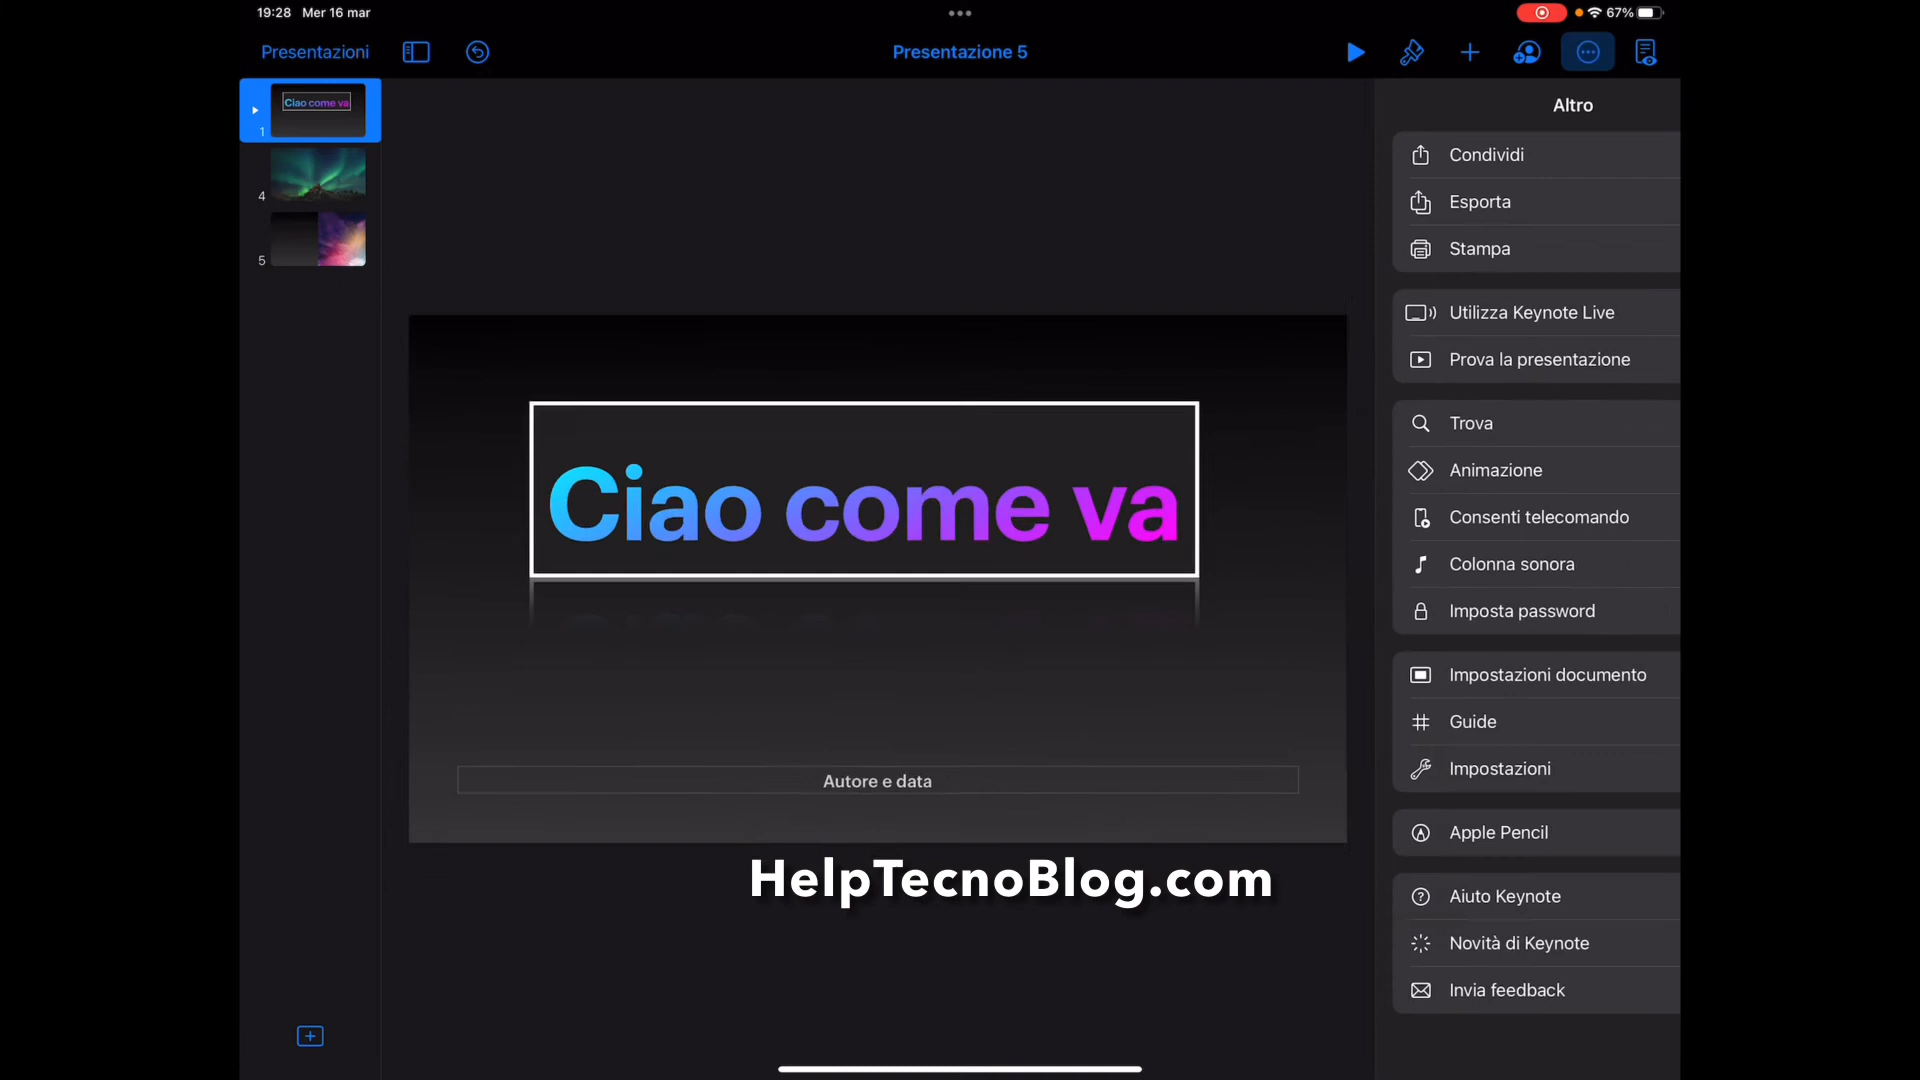 19:28 Mer 16 mar
67%
Presentazioni
Presentazione 5
Ciao come va
1
4
5
Ciao come va
Autore e data
HelpTecnoBlog.com
Altro
Condividi
Esporta
Stampa
Utilizza Keynote Live
Prova la presentazione
Trova
Animazione
Consenti telecomando
Colonna sonora
Imposta password
Impostazioni documento
Guide
Impostazioni
Apple Pencil
Aiuto Keynote
Novità di Keynote
Invia feedback